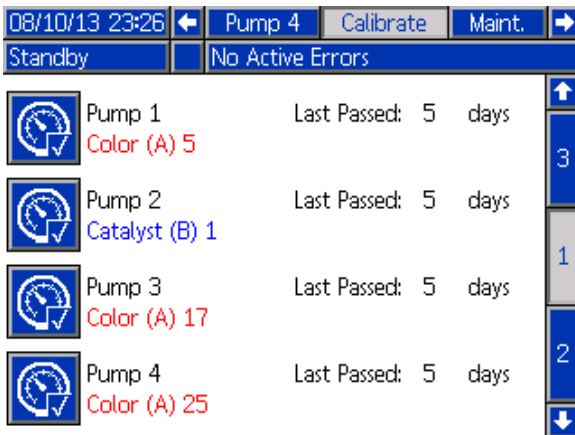 08/10/13 23:26 Pump 4 Calibrate Maint.
Standby No Active Errors
Pump 1 Last Passed: 5 days
Color (A) 5
3
Pump 2 Last Passed: 5 days
Catalyst (B) 1
1
Pump 3 Last Passed: 5 days
Color (A) 17
2
Pump 4 Last Passed: 5 days
Color (A) 25